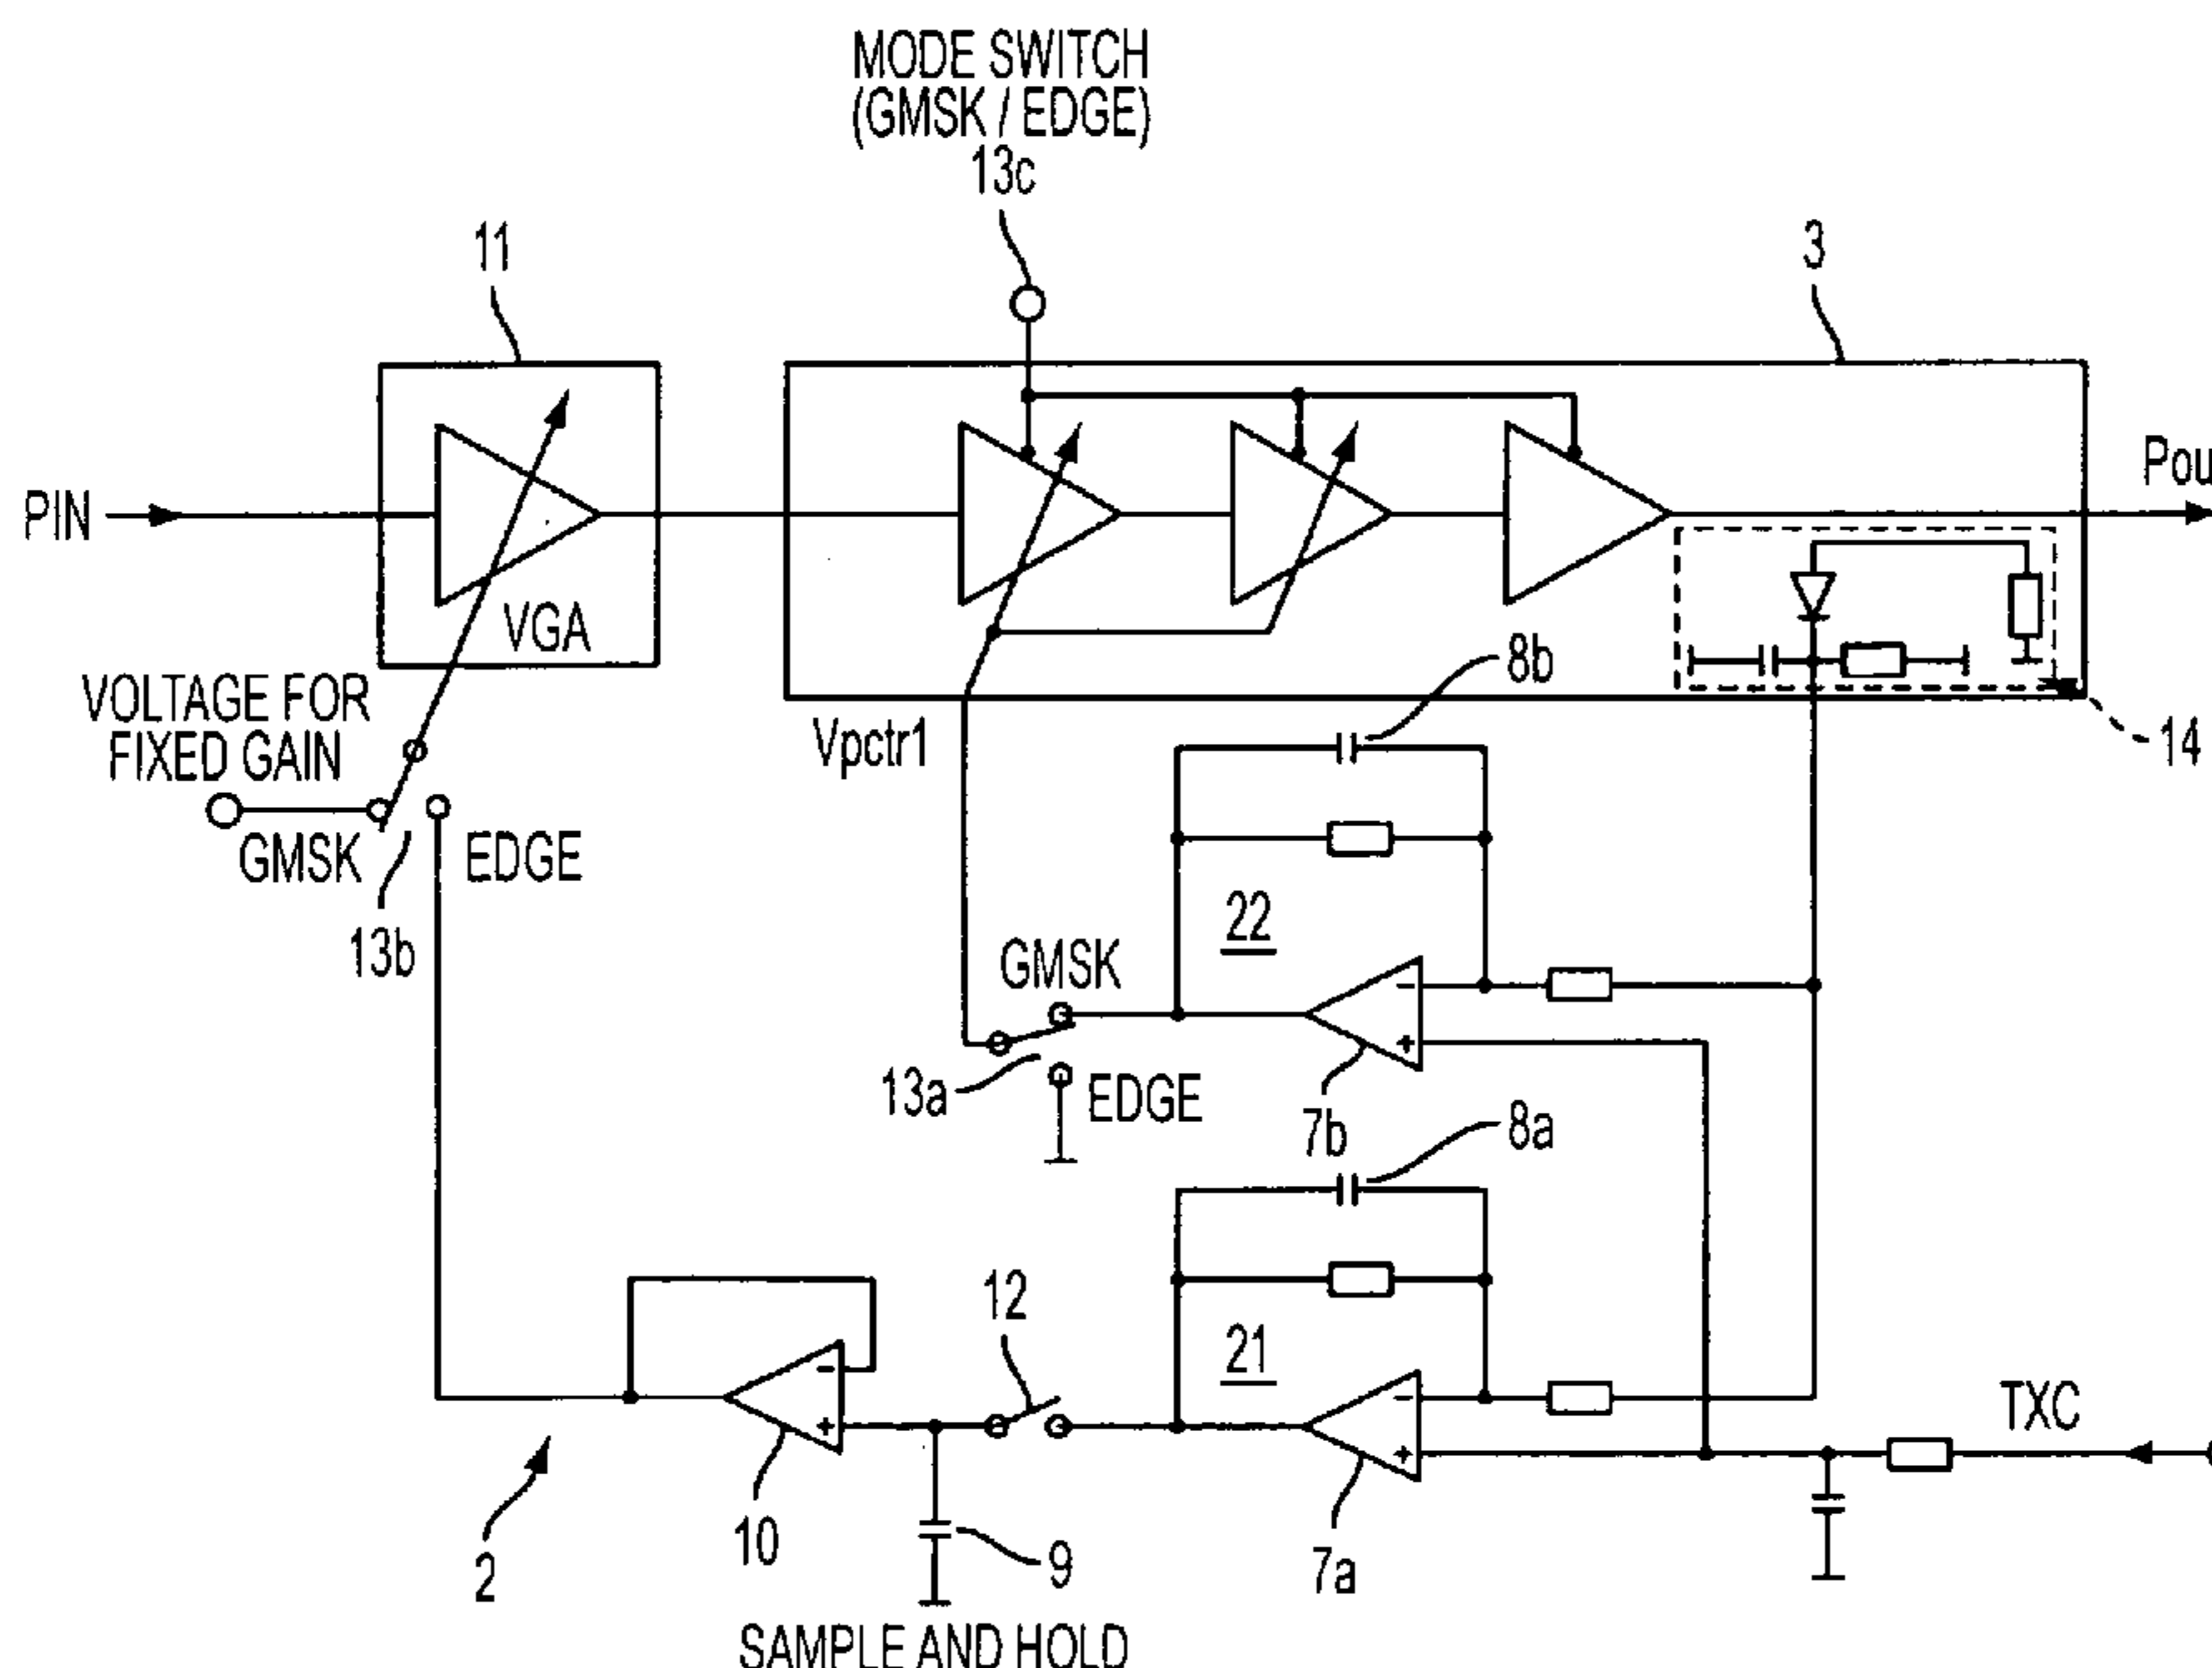 MODE SWITCH
(GMSK / EDGE)
13c
11
3
PIN
VGA
Pou
VOLTAGE FOR
FIXED GAIN
GMSK
EDGE
13b
Vpctr1
8b
14
22
GMSK
13a
EDGE
7b
8a
12
21
TXC
2
10
9
7a
SAMPLE AND HOLD